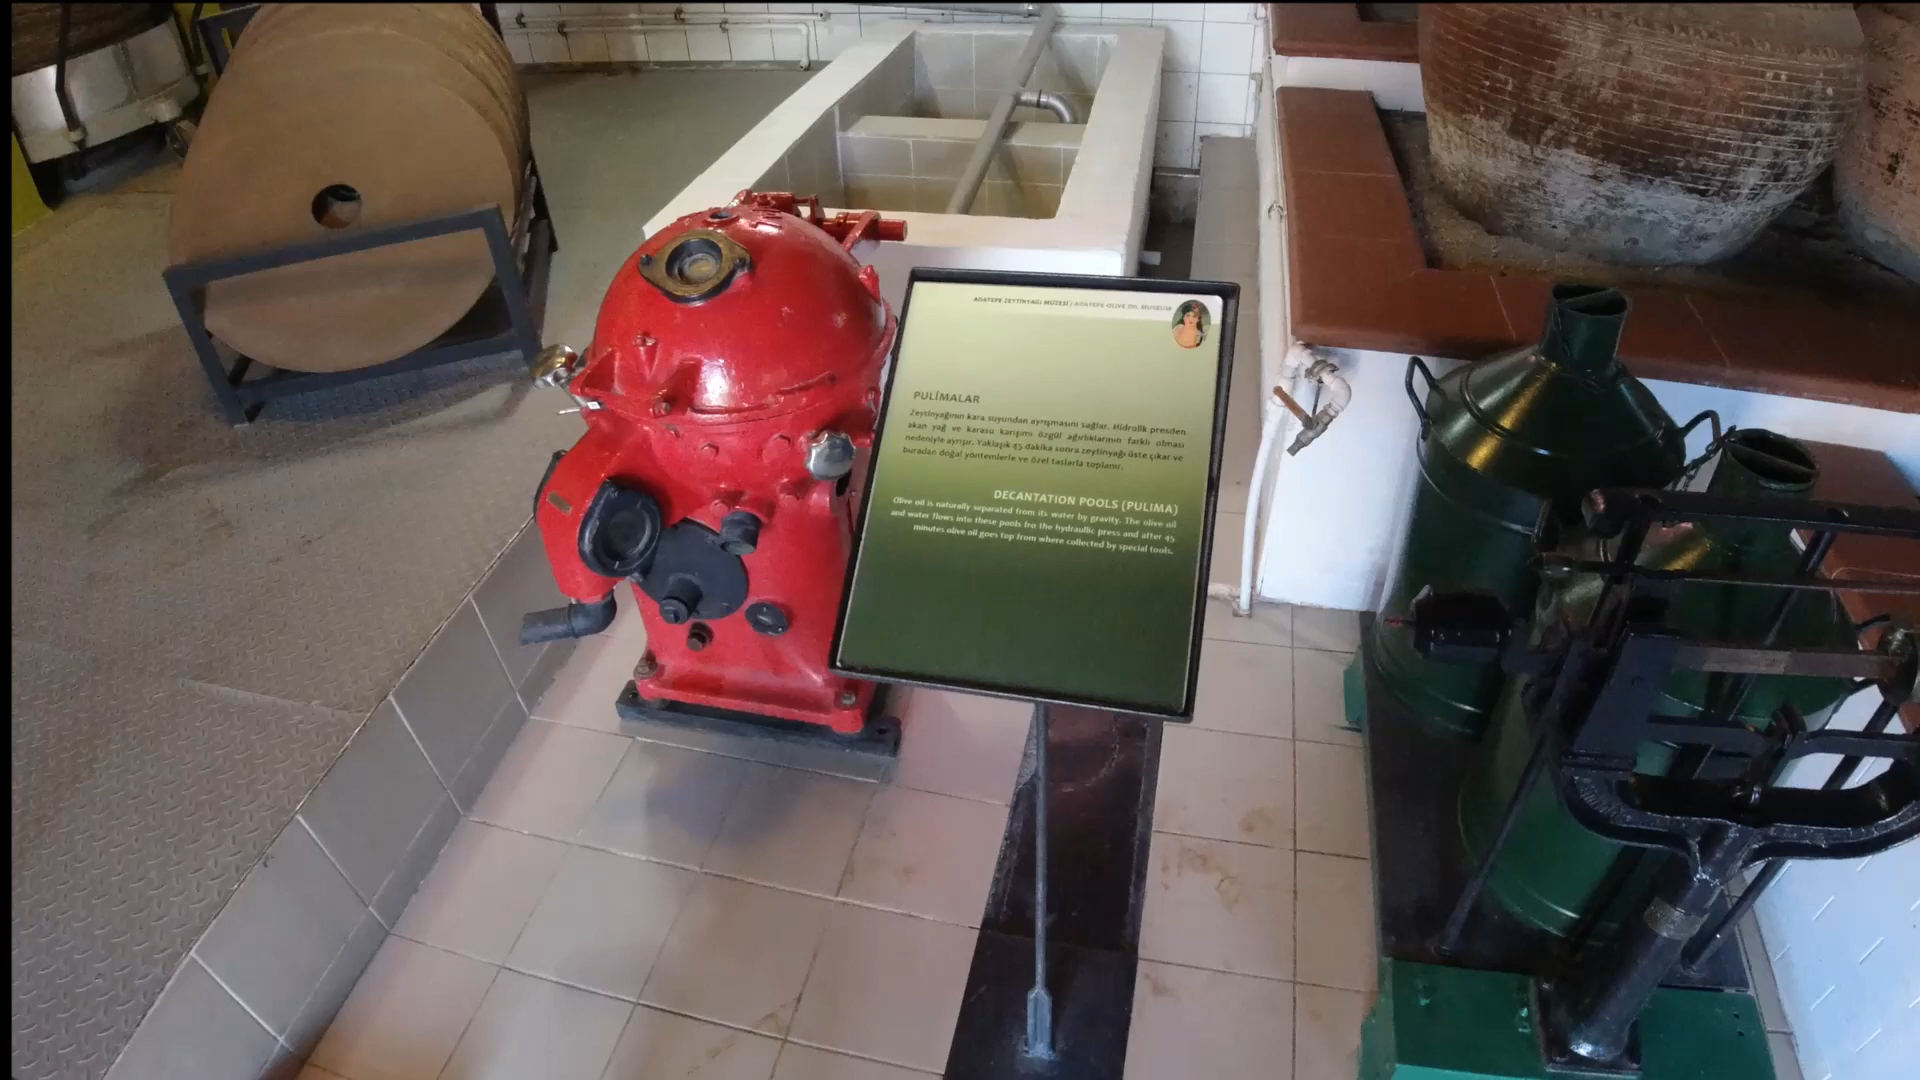 ADATEPE ZEYTİNYAĞI MÜZESİ / ADATEPE OLIVE OIL MUSEUM
PULİMALAR
Zeytinyağının kara suyundan ayrışmasını sağlar. Hidrolik presden
akan yağ ve karasu karışımı özgül ağırlıklarının farklı olması
nedeniyle ayrışır. Yaklaşık 45 dakika sonra zeytinyağı üste çıkar ve
buradan doğal yöntemlerle ve özel taslarla toplanır.
DECANTATION POOLS (PULIMA)
Olive oil is naturally separated from its water by gravity. The olive oil
and water flows into these pools fro the hydraullic press and after 45
minutes olive oil goes top from where collected by special tools.